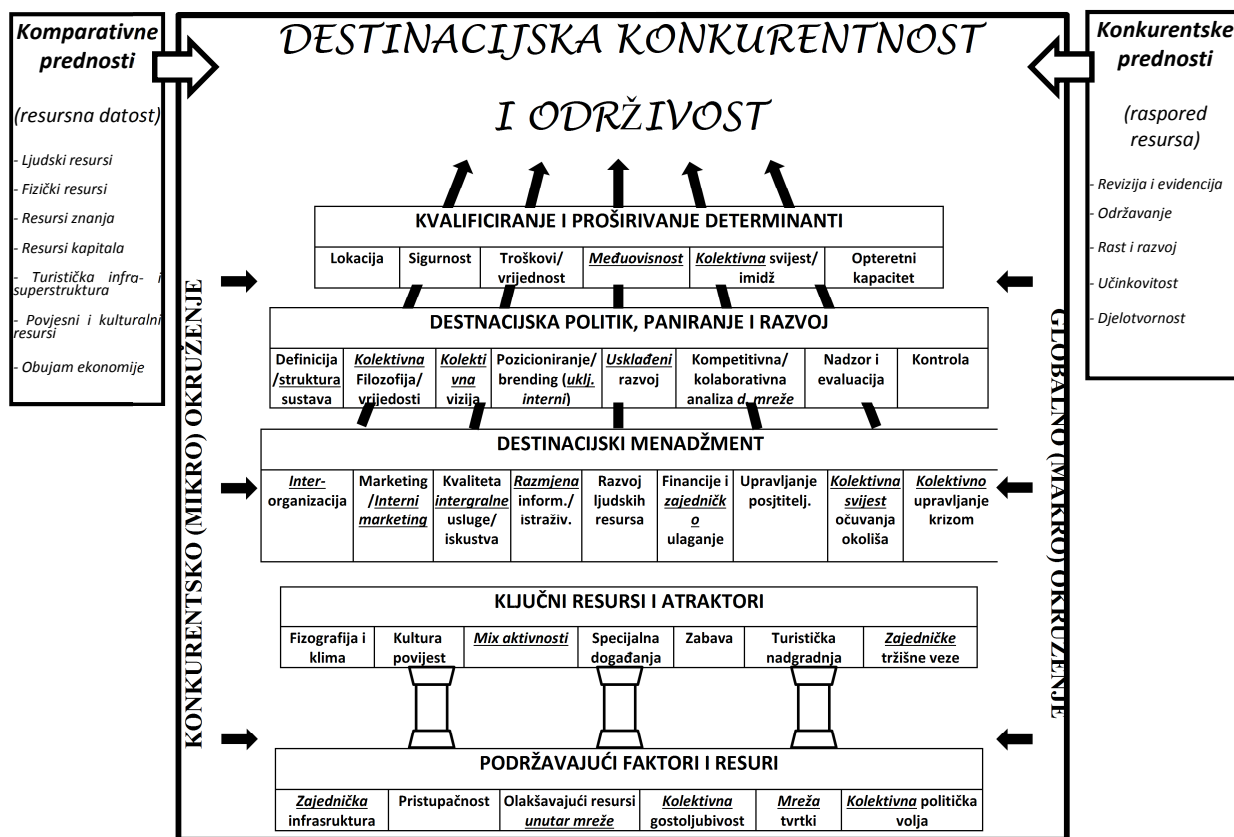 Komparativne
prednosti
(resursna datost)
- Ljudski resursi
- Fizički resursi
- Resursi znanja
- Resursi kapitala
- Turistička infra- i
superstruktura
- Povjesni i kulturalni
resursi
- Obujam ekonomije
KONKURENTSKO (MIKRO) OKRUŽENJE
DESTINACIJSKA KONKURENTNOST
I ODRŽIVOST
KVALIFICIRANJE I PROŠIRIVANJE DETERMINANTI
Lokacija
Sigurnost
Troškovi/
vrijednost
Međuovisnost
Kolektivna svijest/
imidž
Opteretni
kapacitet
DESTNACIJSKA POLITIK, PANIRANJE I RAZVOJ
Definicija
/struktura
sustava
Kolektivna
Filozofija/
vrijedosti
Kolekti
vna
vizija
Pozicioniranje/
brending (uklj.
interni)
Usklađeni
razvoj
Kompetitivna/
kolaborativna
analiza d. mreže
Nadzor i
evaluacija
Kontrola
DESTINACIJSKI MENADŽMENT
Inter-
organizacija
Marketing
/Interni
marketing
Kvaliteta
intergralne
usluge/
iskustva
Razmjena
inform./
istraživ.
Razvoj
ljudskih
resursa
Financije i
zajedničk
o
ulaganje
Upravljanje
posjtitelj.
Kolektivna
svijest
očuvanja
okoliša
Kolektivno
upravljanje
krizom
KLJUČNI RESURSI I ATRAKTORI
Fizografija i
klima
Kultura
povijest
Mix aktivnosti
Specijalna
događanja
Zabava
Turistička
nadgradnja
Zajedničke
tržišne veze
PODRŽAVAJUĆI FAKTORI I RESURI
Zajednička
infrasruktura
Pristupačnost
Olakšavajući resursi
unutar mreže
Kolektivna
gostoljubivost
Mreža
tvrtki
Kolektivna politička
volja
GLOBALNO (MAKRO) OKRUŽENJE
Konkurentske
prednosti
(raspored
resursa)
- Revizija i evidencija
- Održavanje
- Rast i razvoj
- Učinkovitost
- Djelotvornost